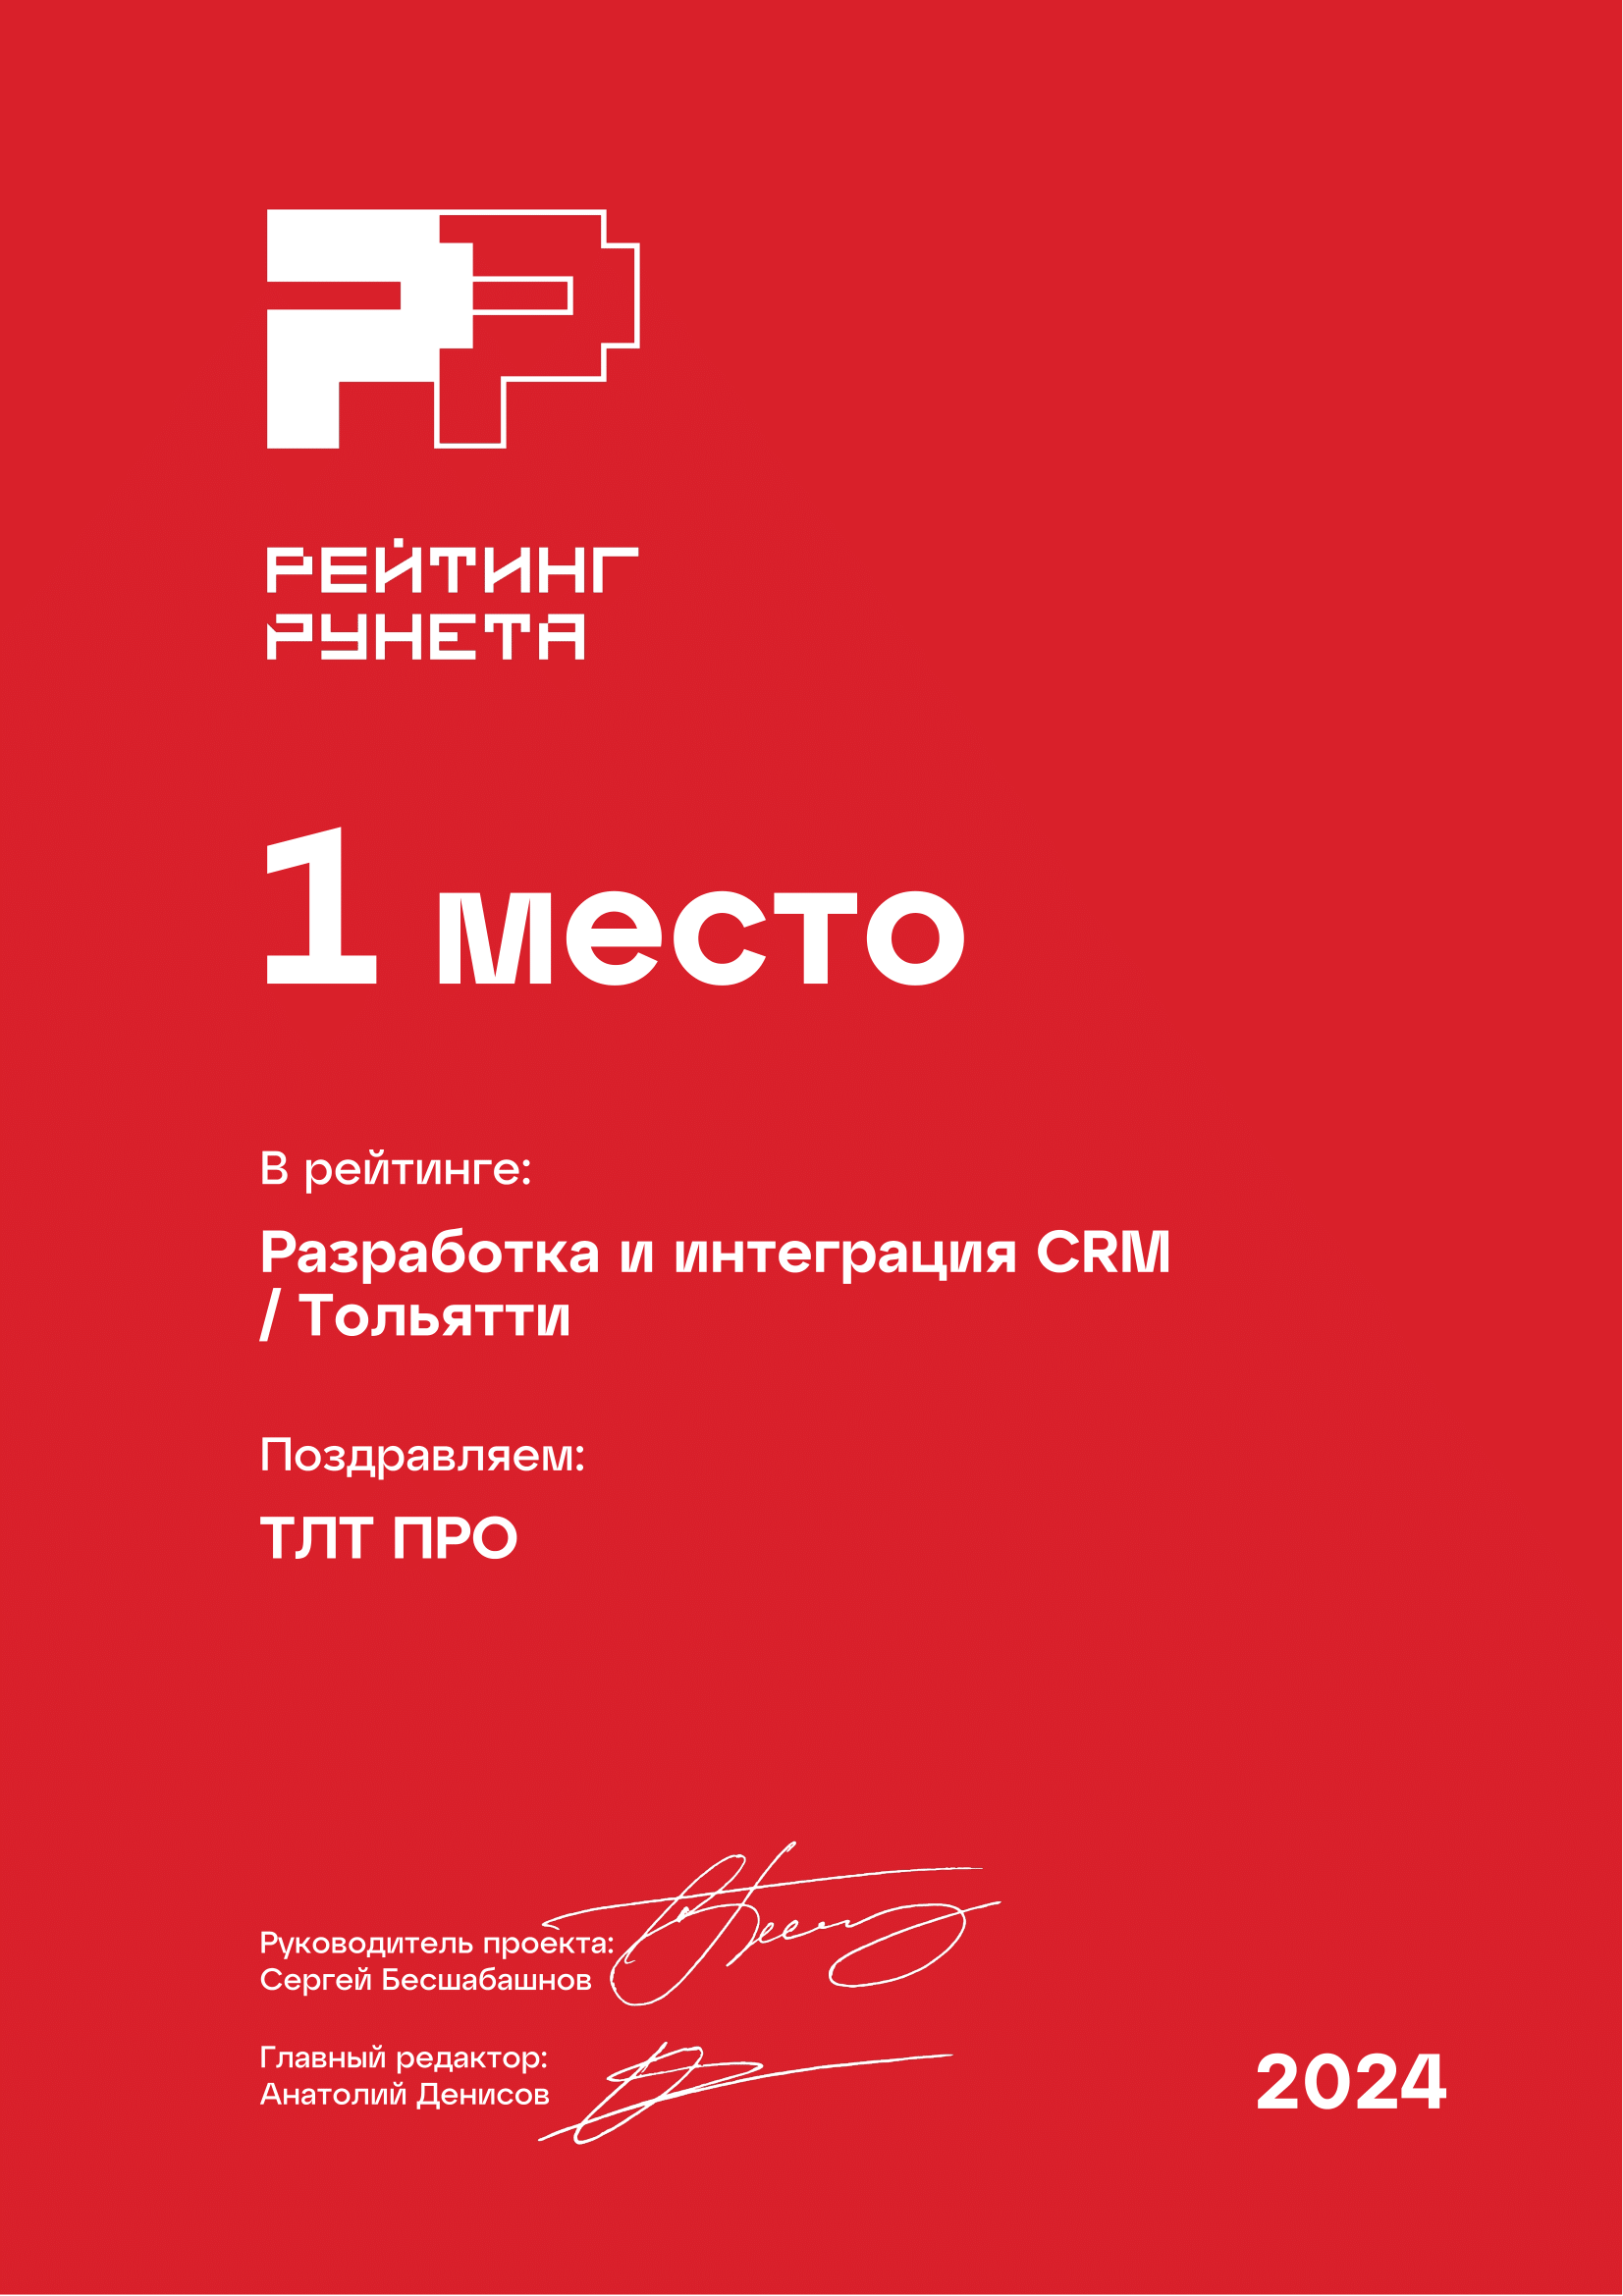 РЕЙТИНГ
РУНЕТА
1 место
В рейтинге:
Разработка и интеграция CRM
/ Тольятти
Поздравляем:
ТЛТ ПРО
Руководитель проекта:
Сергей Бесшабашнов
Главный редактор:
Анатолий Денисов
2024